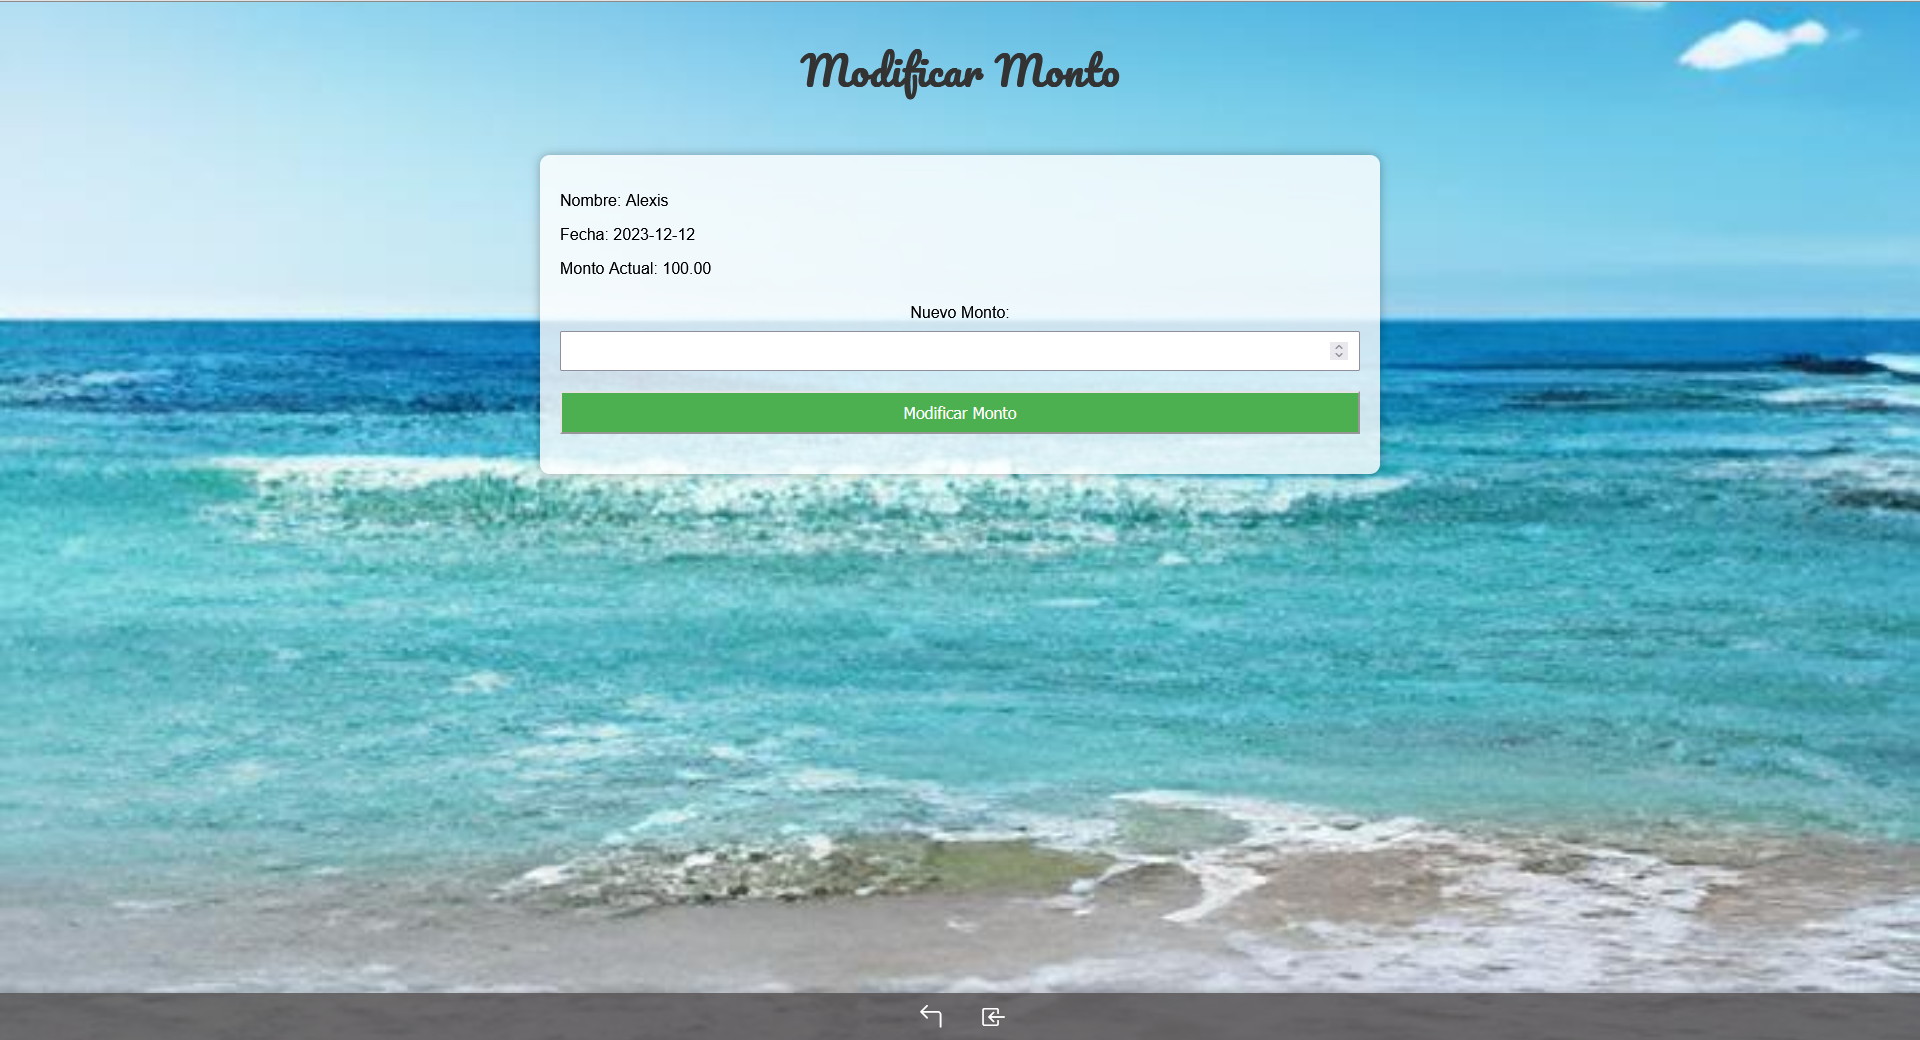 Modificar Monto
Nombre: Alexis
Fecha: 2023-12-12
Monto Actual: 100.00
Nuevo Monto:
Modificar Monto